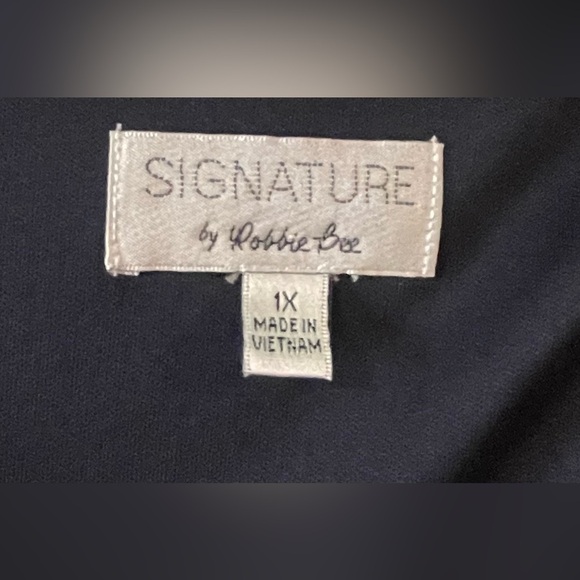 SIGNATURE
by Robbie Bee
1X
MADE IN
VIETNAM